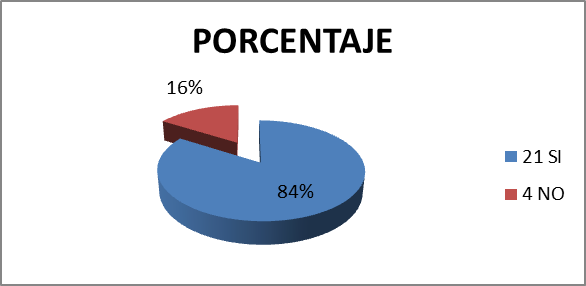 PORCENTAJE
16%
84%
21 SI
4 NO